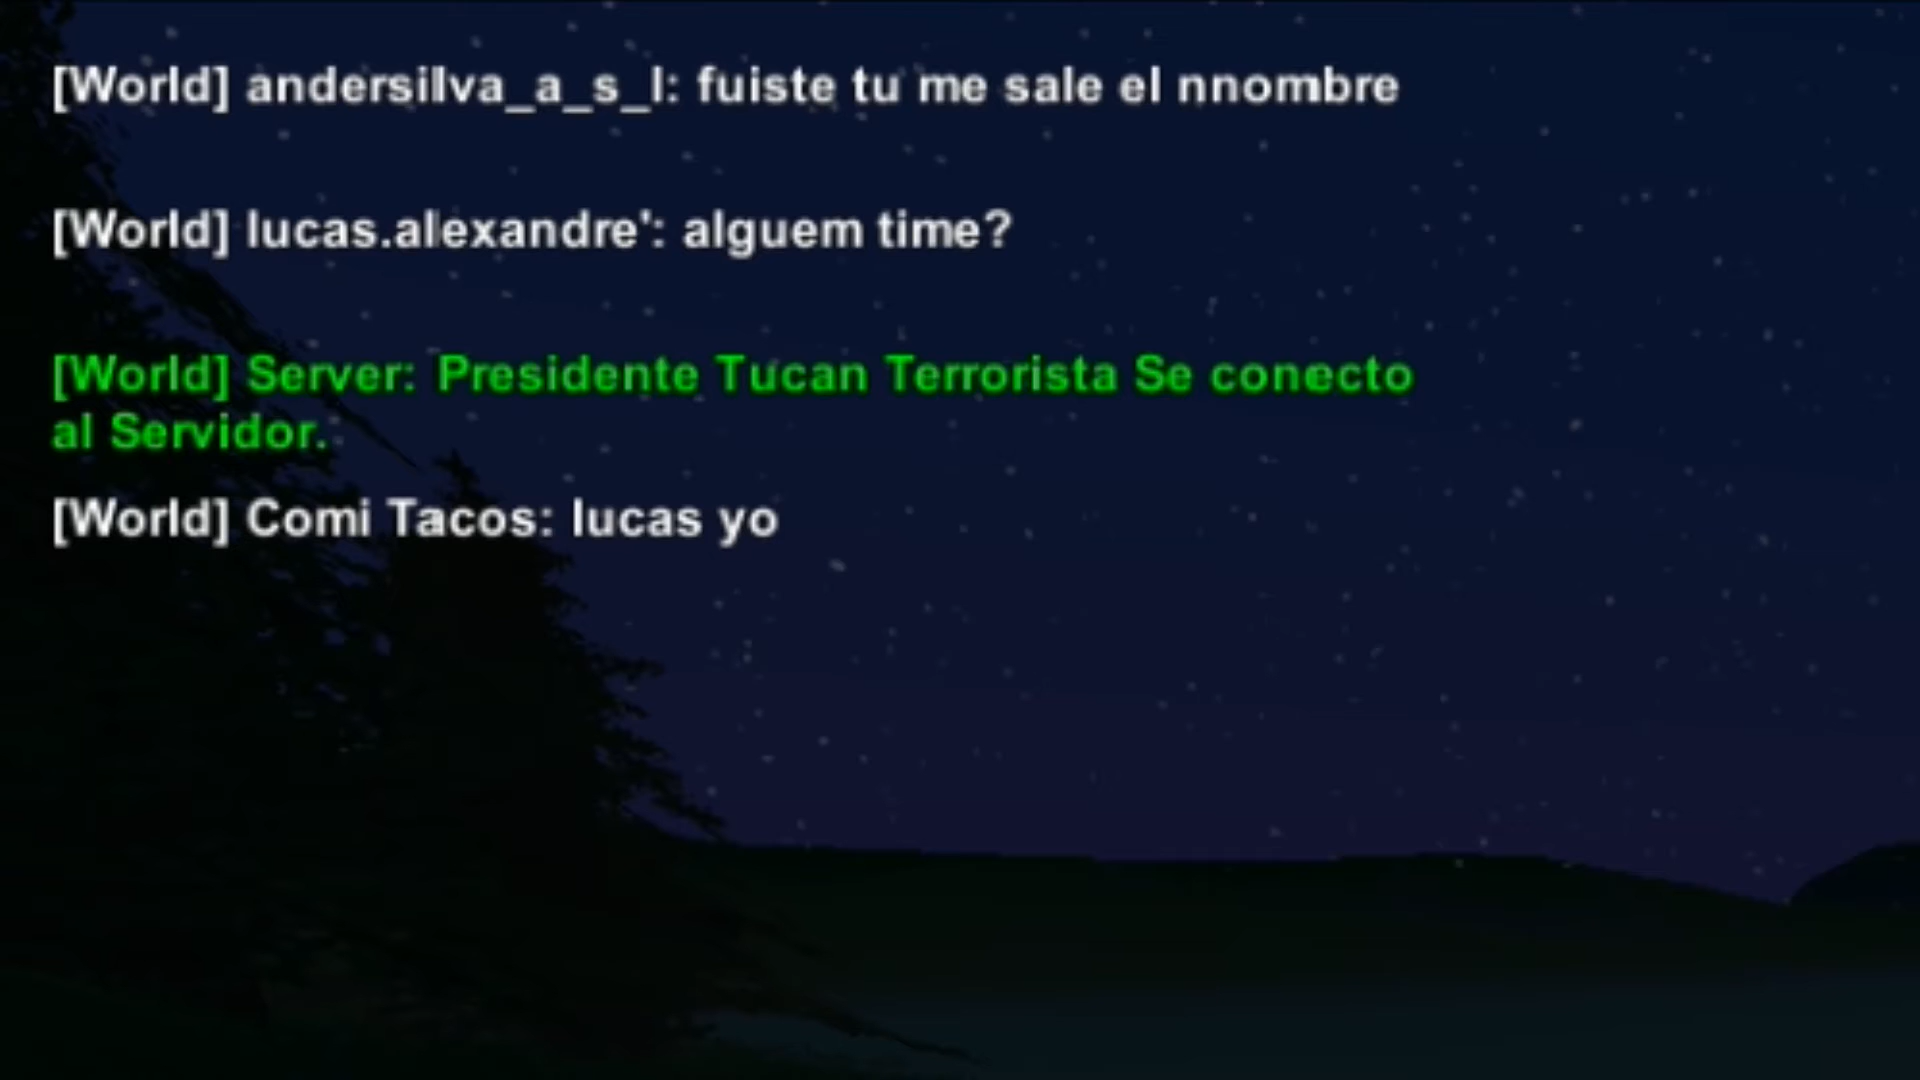 [World] andersilva_a_s_l: fuiste tu me sale el nnombre
[World] lucas.alexandre': alguem time?
[World] Server: Presidente Tucan Terrorista Se conecto
al Servidor.
[World] Comi Tacos: lucas yo